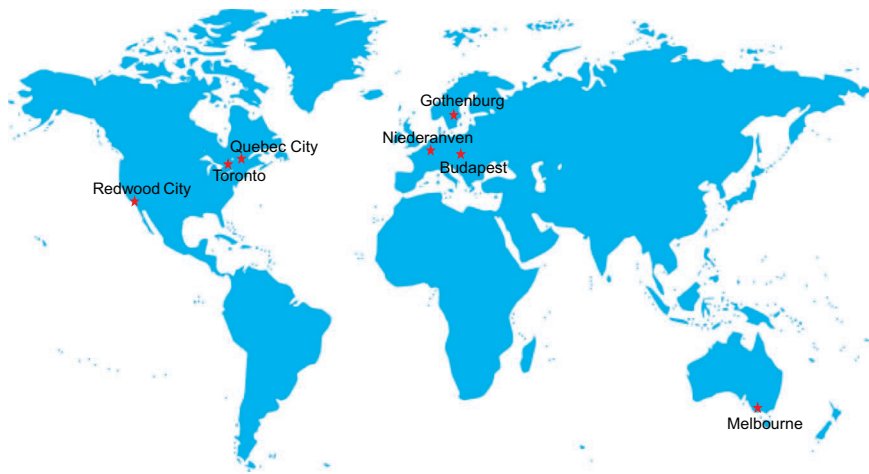 Gothenburg
Niederanven
Quebec City
Budapest
Toronto
Redwood City
Melbourne